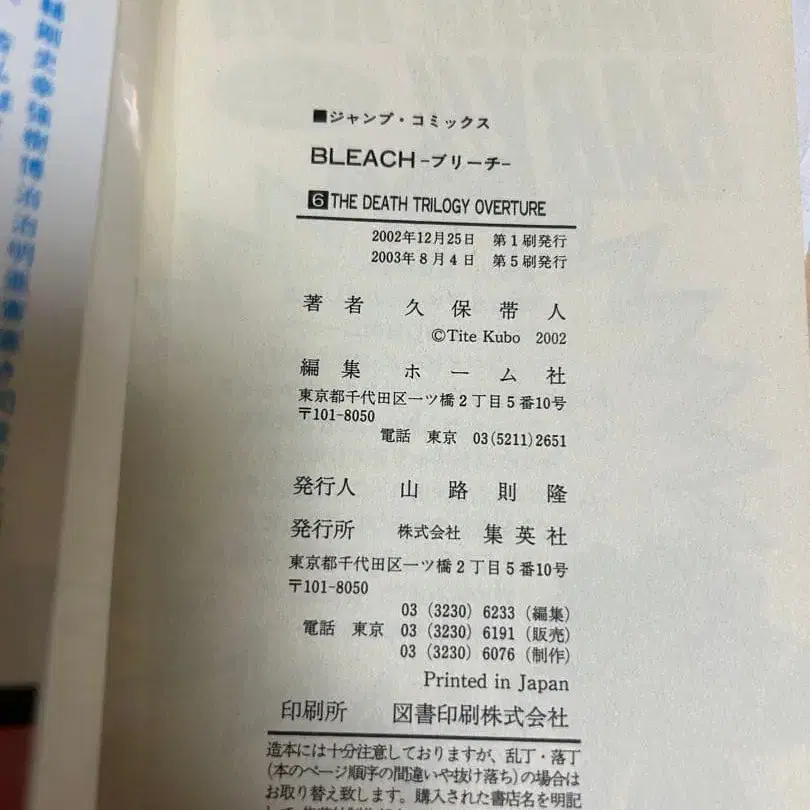 ■ジャンプ・コミックス
BLEACH-ブリーチ-
6 THE DEATH TRILOGY OVERTURE
2002年12月25日 第1刷発行
2003年8月4日 第5刷発行
著者 久保帯人
©Tite Kubo 2002
編集 ホーム社
東京都千代田区一ツ橋2丁目5番10号
〒101-8050
電話 東京 03(5211)2651
発行人 山路則隆
発行所 株式会社 集英社
東京都千代田区一ツ橋2丁目5番10号
〒101-8050
03 (3230) 6233 (編集)
電話 東京 03 (3230) 6191 (販売)
03 (3230) 6076 (制作)
Printed in Japan
印刷所 図書印刷株式会社
造本には十分注意しておりますが、乱丁・落丁
(本のページ順序の間違いや抜け落ち)の場合は
お取り替え致します。購入された書店名を明記